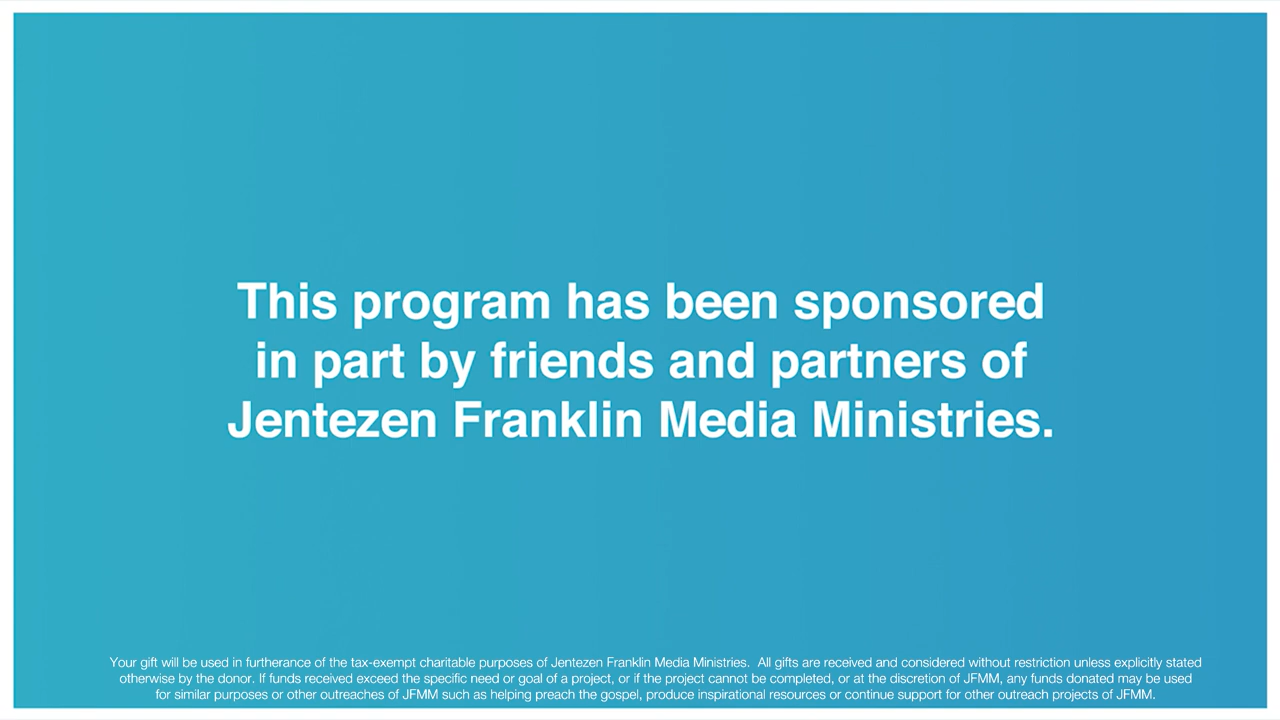 This program has been sponsored
in part by friends and partners of
Jentezen Franklin Media Ministries.
Your gift will be used in furtherance of the tax-exempt charitable purposes of Jentezen Franklin Media Ministries.  All gifts are received and considered without restriction unless explicitly stated
otherwise by the donor. If funds received exceed the specific need or goal of a project, or if the project cannot be completed, or at the discretion of JFMM, any funds donated may be used
for similar purposes or other outreaches of JFMM such as helping preach the gospel, produce inspirational resources or continue support for other outreach projects of JFMM.